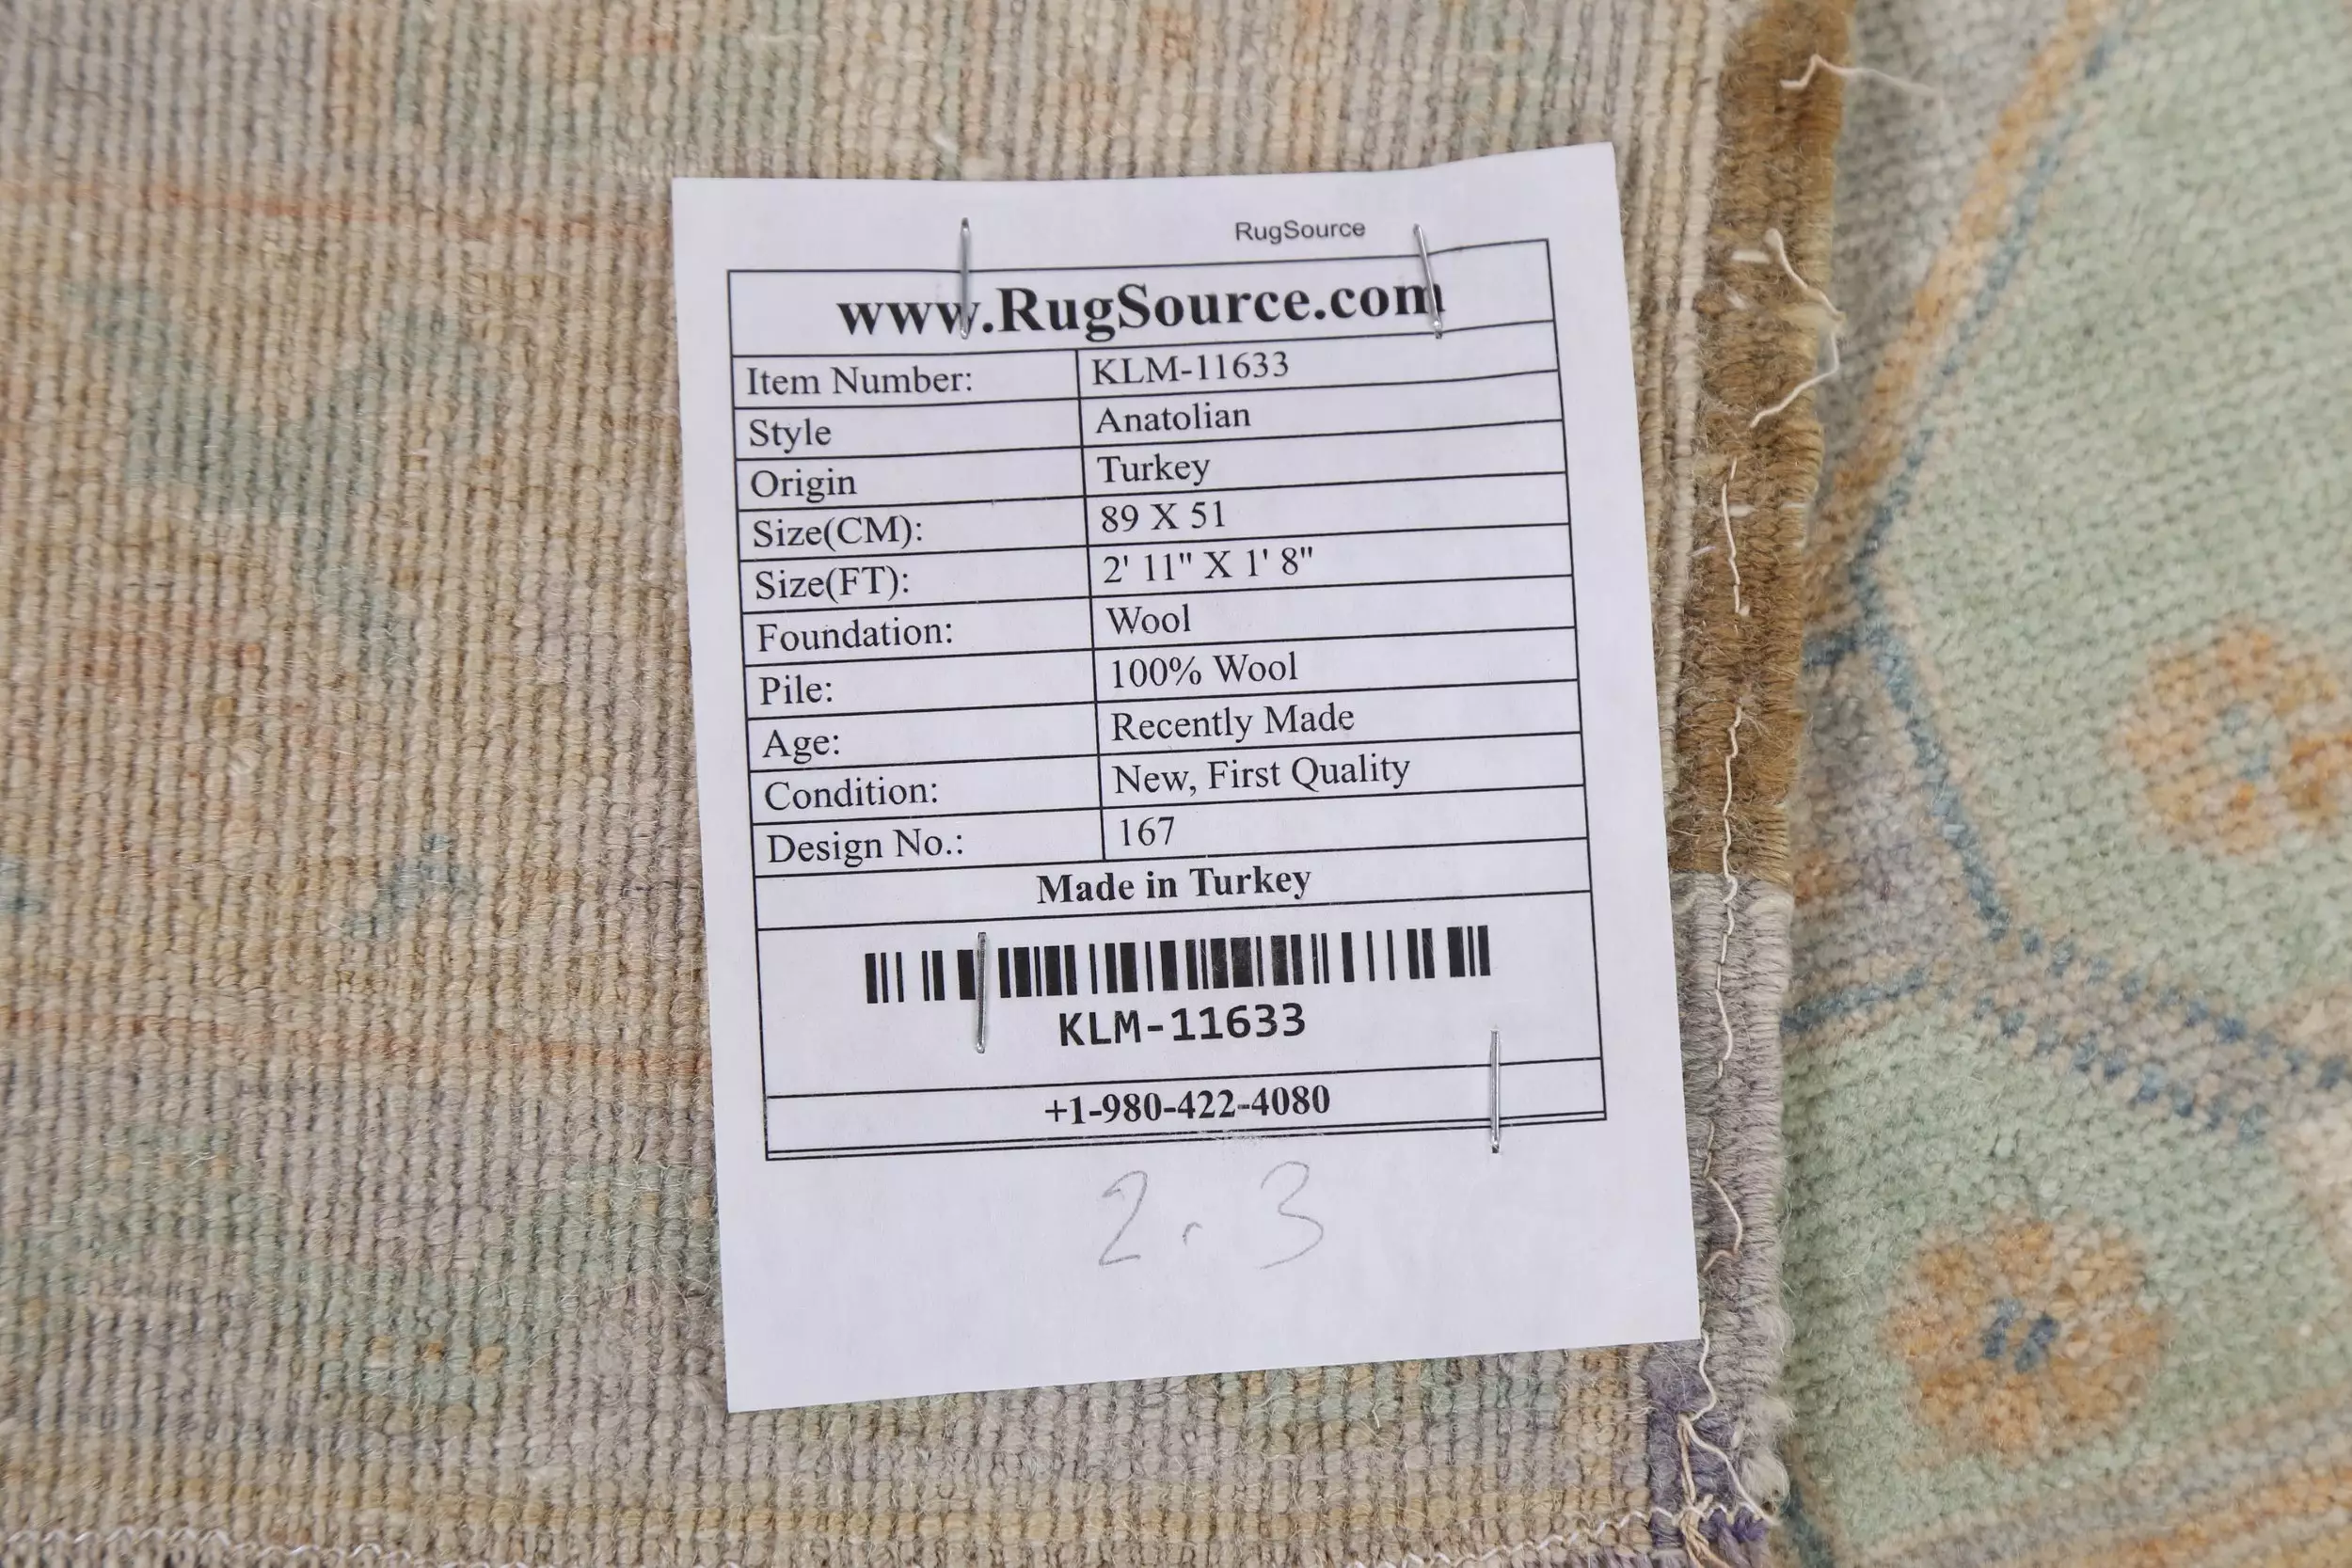 RugSource
www.RugSource.com
Item Number: KLM-11633
Style Anatolian
Origin Turkey
Size(CM): 89 X 51
Size(FT): 2' 11" X 1' 8"
Foundation: Wool
Pile: 100% Wool
Age: Recently Made
Condition: New, First Quality
Design No.: 167
Made in Turkey
KLM-11633
+1-980-422-4080
2.3